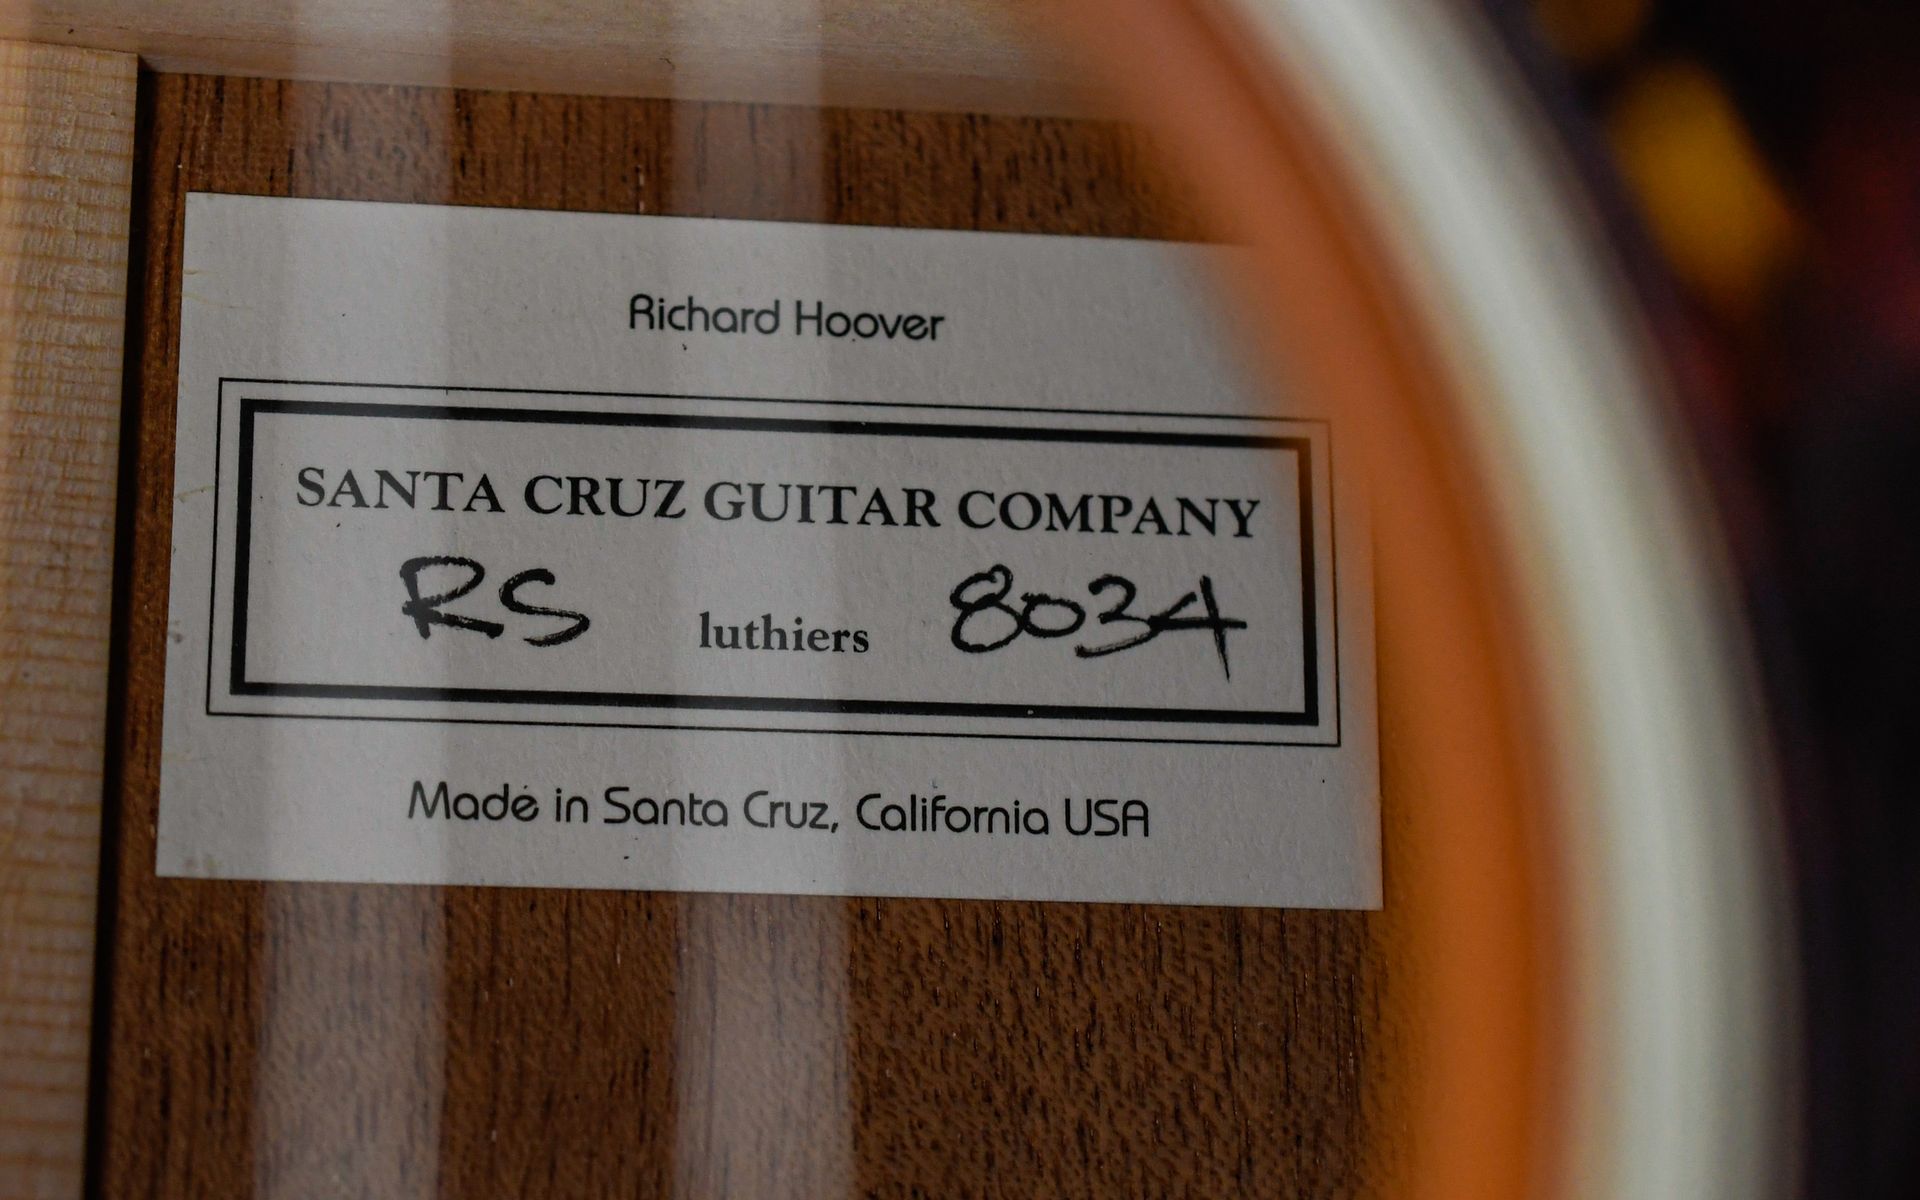 Richard Hoover
SANTA CRUZ GUITAR COMPANY
RS luthiers 8034
Made in Santa Cruz, California USA